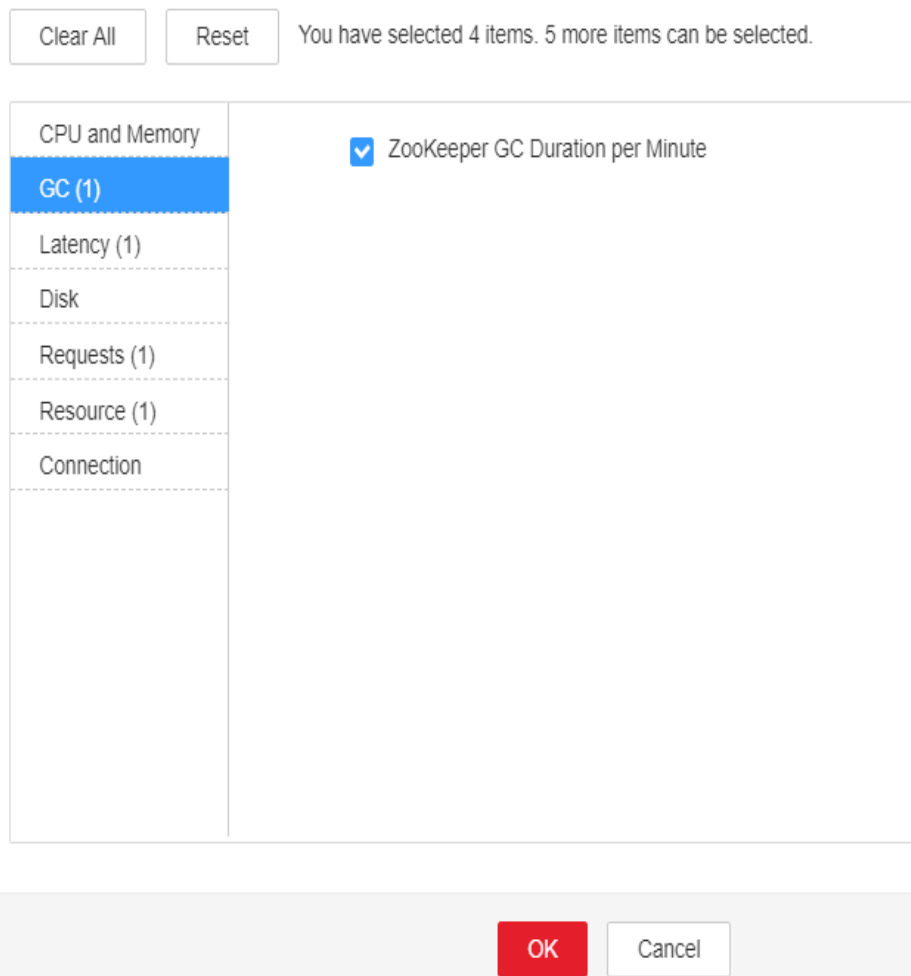 Clear All
Reset
You have selected 4 items. 5 more items can be selected.
CPU and Memory
GC (1)
Latency (1)
Disk
Requests (1)
Resource (1)
Connection
ZooKeeper GC Duration per Minute
OK
Cancel